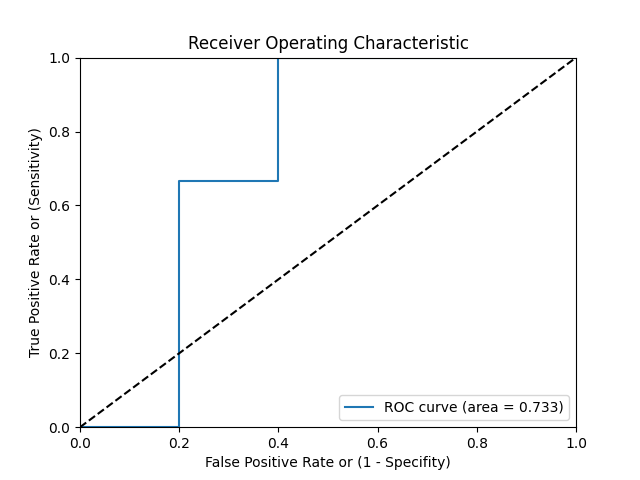 Receiver Operating Characteristic
True Positive Rate or (Sensitivity)
1.0
0.8
0.6
0.4
0.2
0.0
ROC curve (area = 0.733)
0.0 0.2 0.4 0.6 0.8 1.0
False Positive Rate or (1 - Specifity)